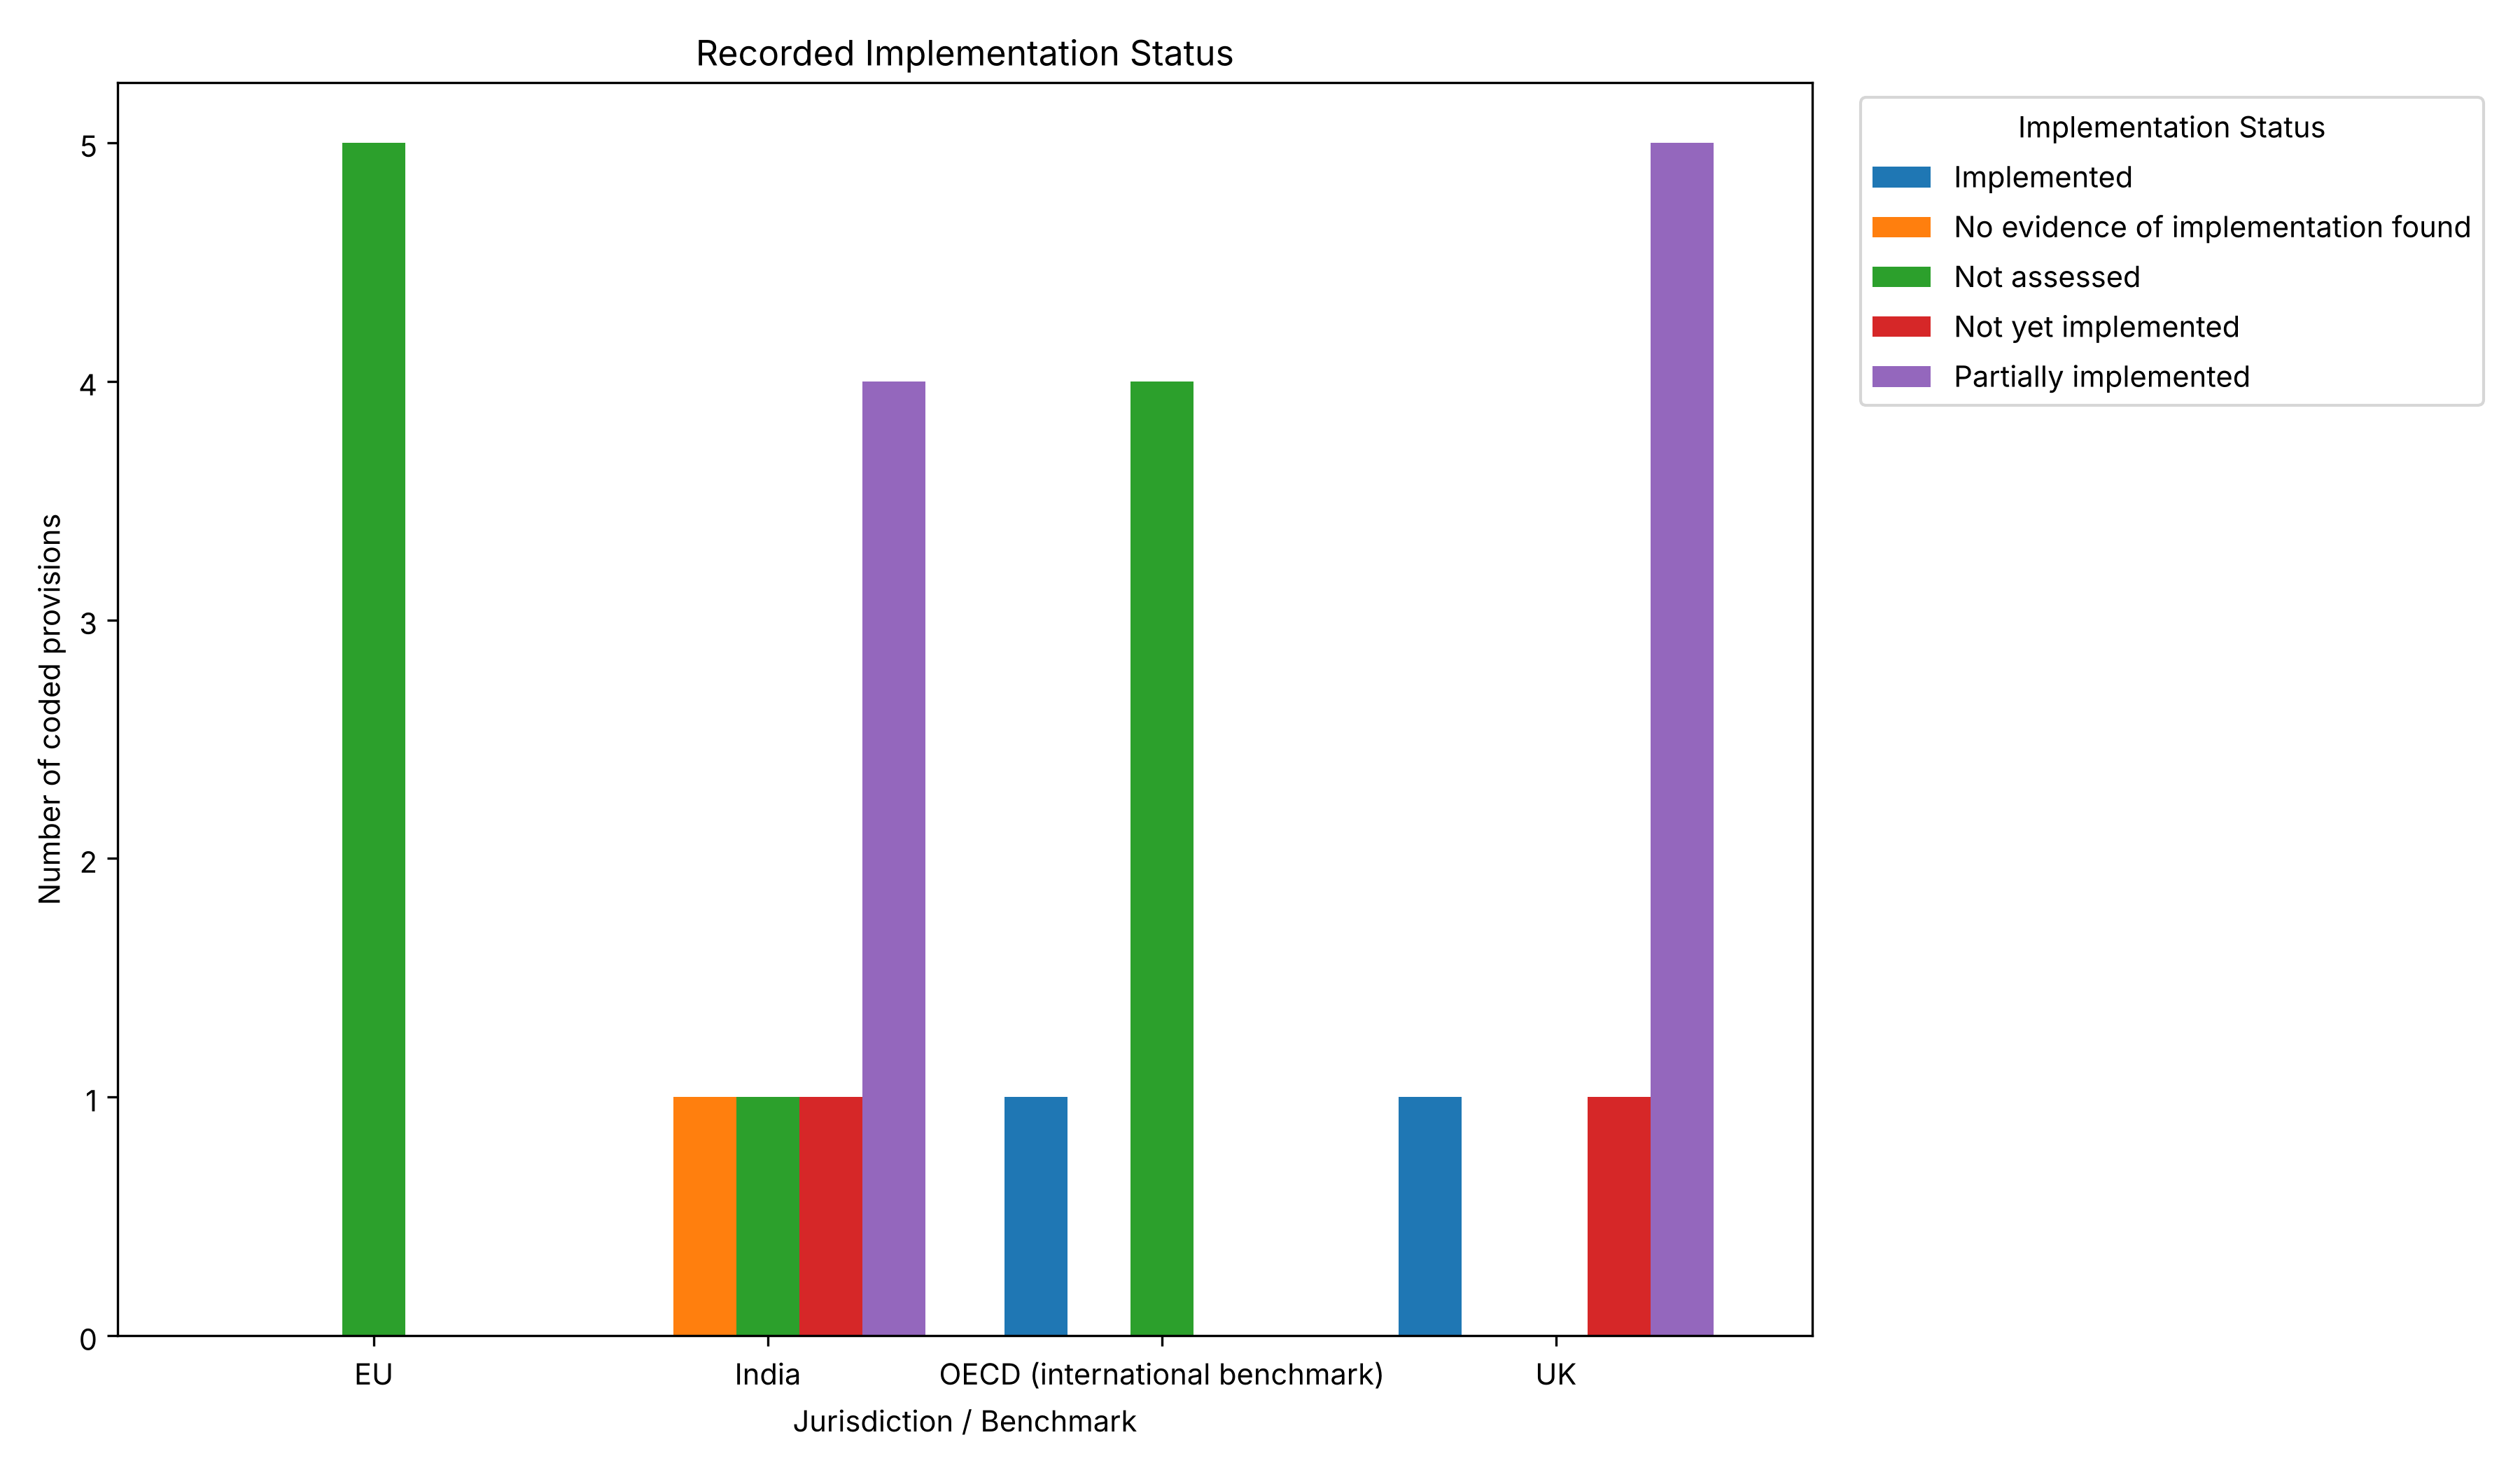 Recorded Implementation Status
Implementation Status
Implemented
No evidence of implementation found
Not assessed
Not yet implemented
Partially implemented
Number of coded provisions
5
4
3
2
1
0
EU
India
OECD (international benchmark)
UK
Jurisdiction / Benchmark